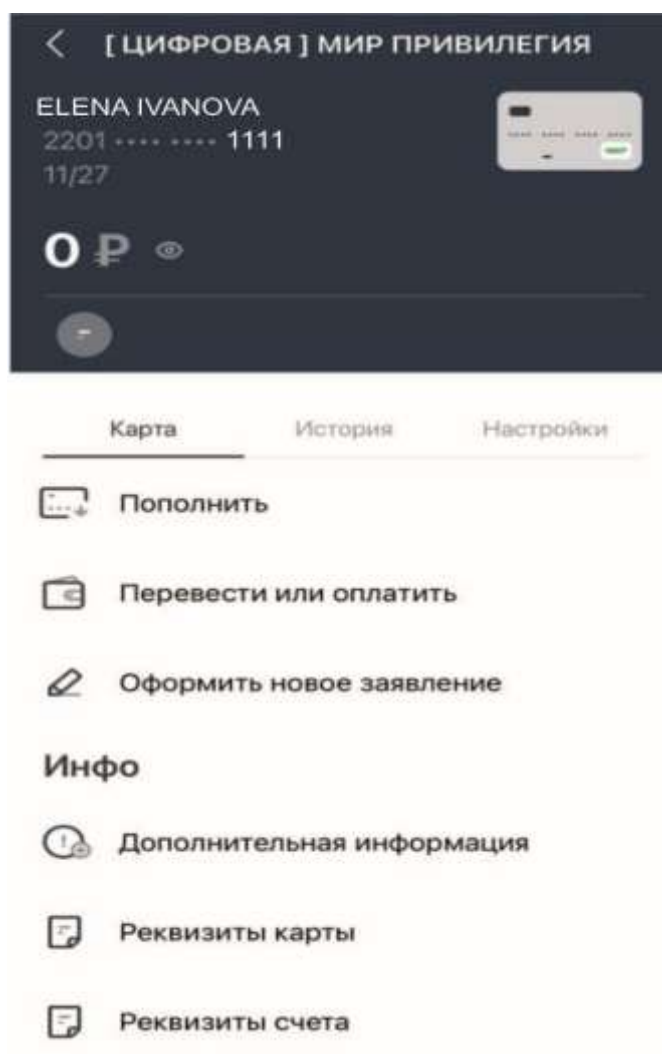 [ ЦИФРОВАЯ ] МИР ПРИВИЛЕГИЯ
ELENA IVANOVA
2201 •••• •••• 1111
11/27
0 ₽
Карта История Настройки
Пополнить
Перевести или оплатить
Оформить новое заявление
Инфо
Дополнительная информация
Реквизиты карты
Реквизиты счета